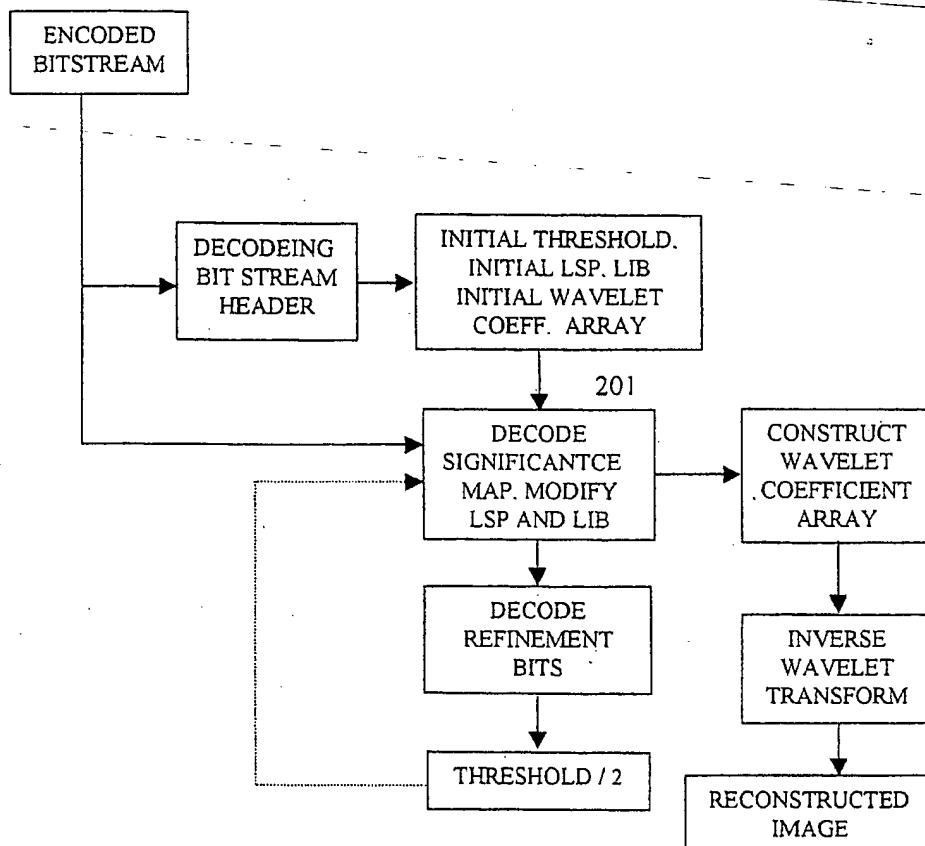 ENCODED
BITSTREAM
DECODEING
BIT STREAM
HEADER
INITIAL THRESHOLD.
INITIAL LSP. LIB
INITIAL WAVELET
COEFF. ARRAY
201
DECODE
SIGNIFICANTCE
MAP. MODIFY
LSP AND LIB
CONSTRUCT
WAVELET
COEFFICIENT
ARRAY
DECODE
REFINEMENT
BITS
INVERSE
WAVELET
TRANSFORM
THRESHOLD / 2
RECONSTRUCTED
IMAGE